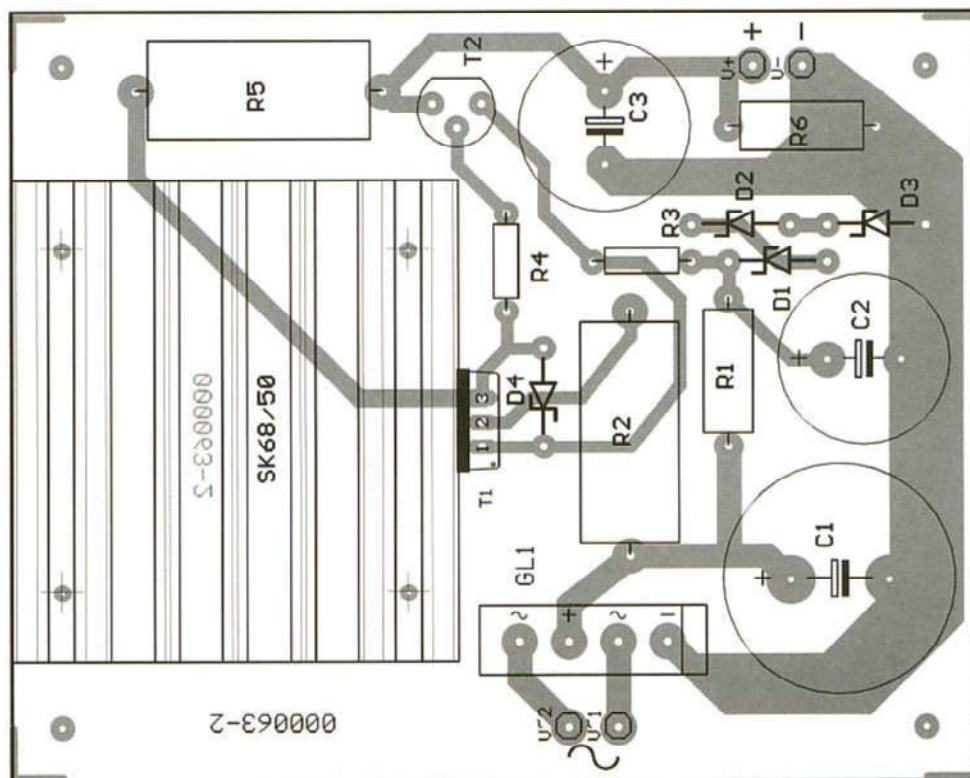 R5
T2
+
C3
V+
V-
+
-
R6
D2
D3
R3
R4
D1
C2
+
000063-2
SK68/50
D4
3
2
1
T1
R2
R1
GL1
C1
+
~
+
~
-
000063-2
~